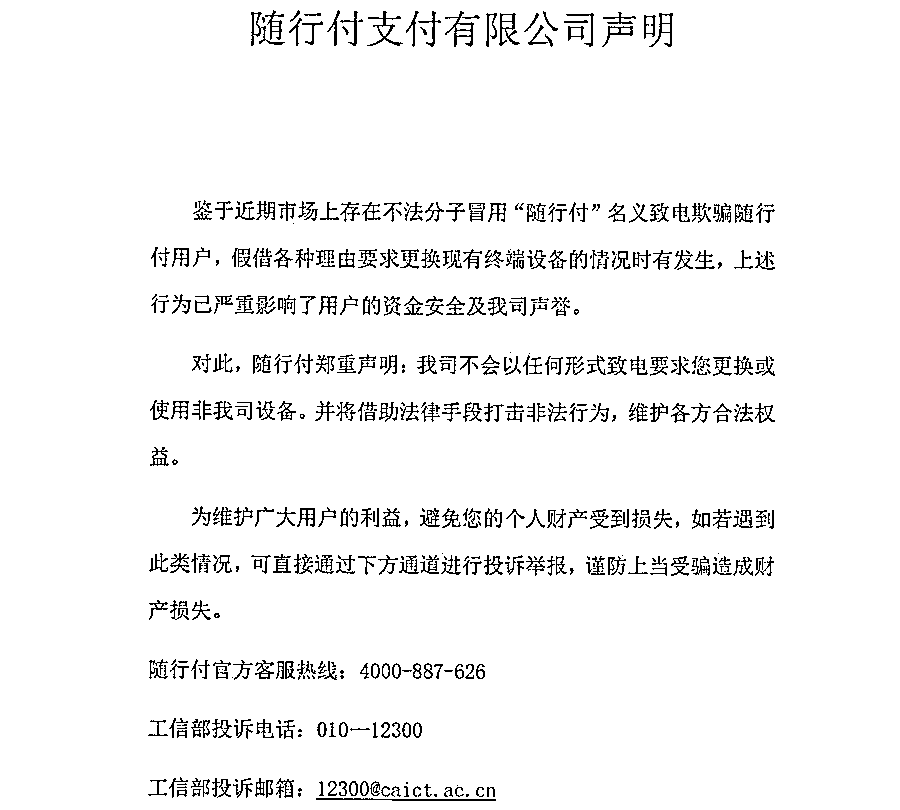 随行付支付有限公司声明
鉴于近期市场上存在不法分子冒用“随行付”名义致电欺骗随行
付用户，假借各种理由要求更换现有终端设备的情况时有发生，上述
行为已严重影响了用户的资金安全及我司声誉。
对此，随行付郑重声明：我司不会以任何形式致电要求您更换或
使用非我司设备。并将借助法律手段打击非法行为，维护各方合法权
益。
为维护广大用户的利益，避免您的个人财产受到损失，如若遇到
此类情况，可直接通过下方通道进行投诉举报，谨防上当受骗造成财
产损失。
随行付官方客服热线：4000-887-626
工信部投诉电话：010—12300
工信部投诉邮箱：12300@caict.ac.cn